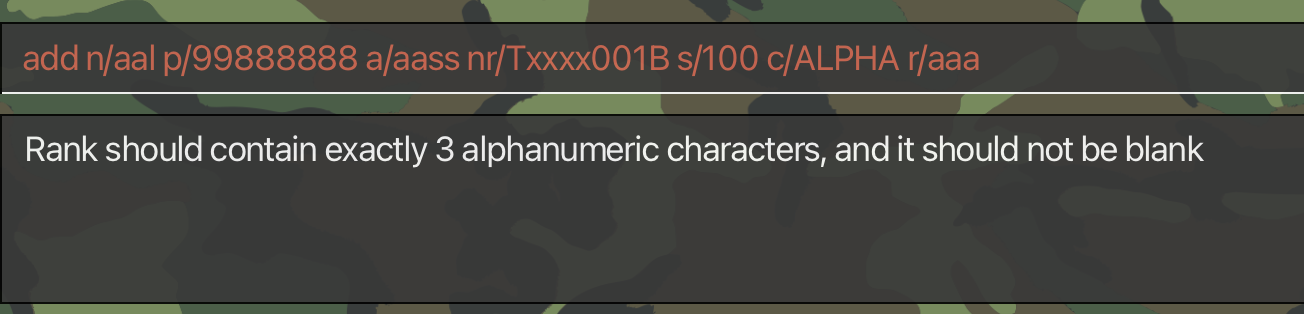 add n/aal p/99888888 a/aass nr/Txxxx001B s/100 c/ALPHA r/aaa
Rank should contain exactly 3 alphanumeric characters, and it should not be blank